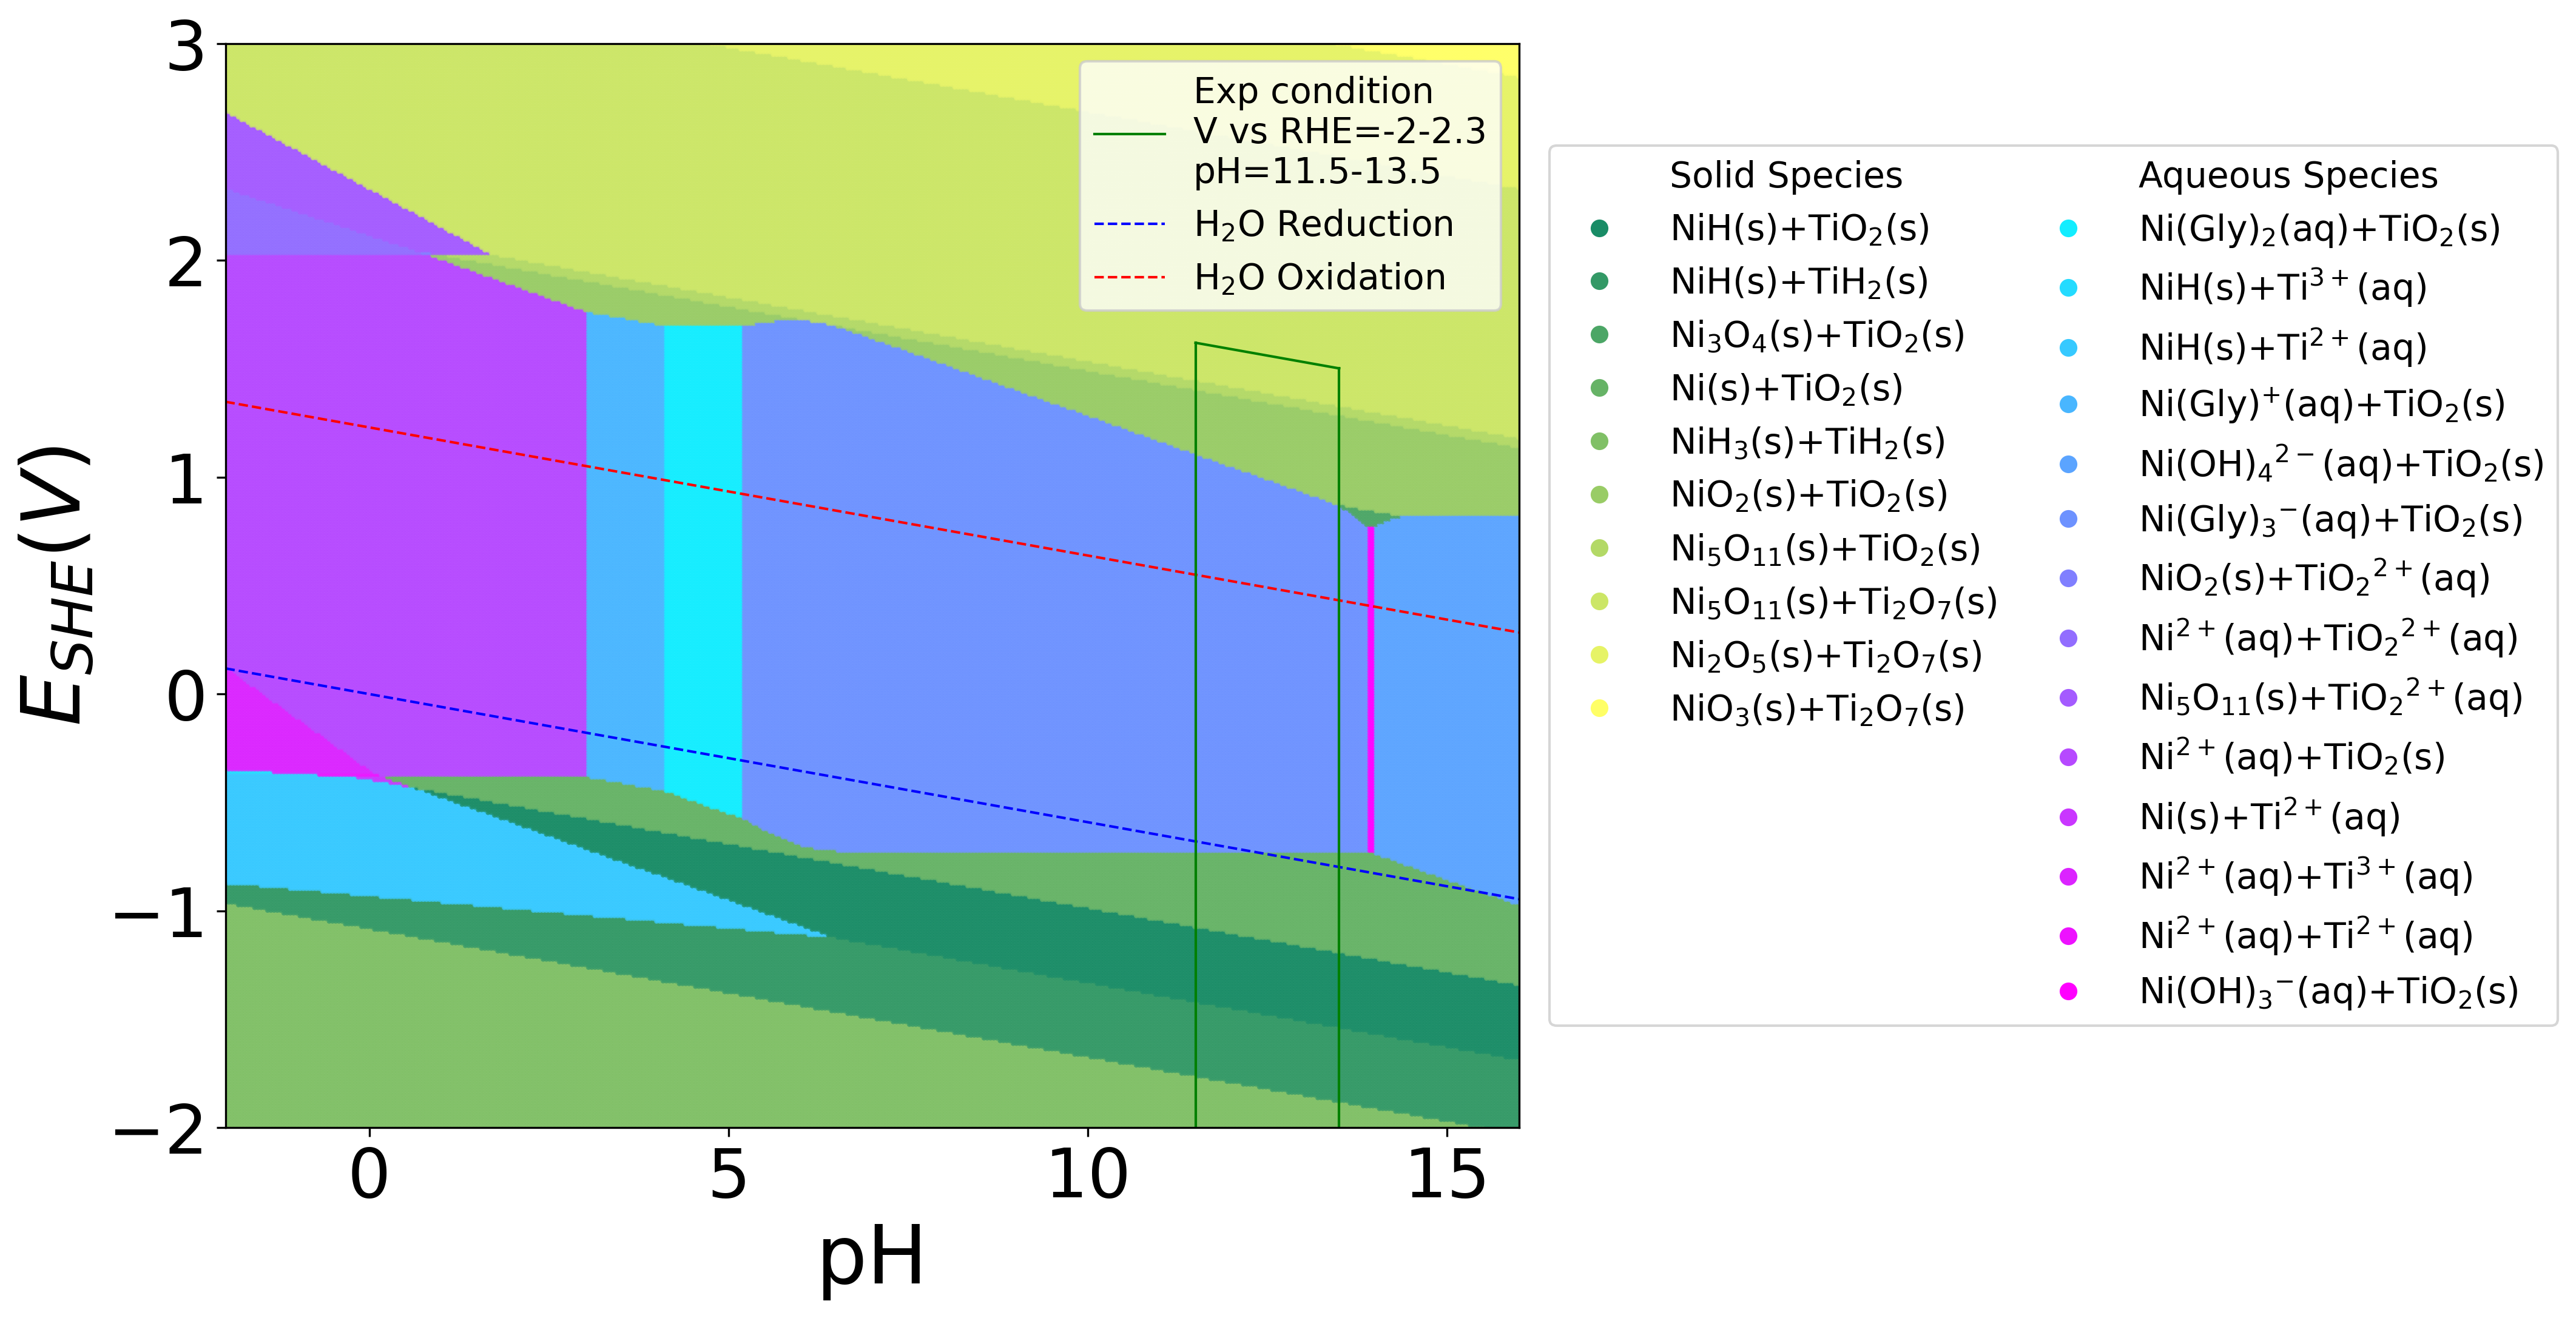 3
2
1
0
−1
−2
E_SHE(V)
0
5
10
15
pH
Exp condition
V vs RHE=-2-2.3
pH=11.5-13.5
H₂O Reduction
H₂O Oxidation
Solid Species
NiH(s)+TiO₂(s)
NiH(s)+TiH₂(s)
Ni₃O₄(s)+TiO₂(s)
Ni(s)+TiO₂(s)
NiH₃(s)+TiH₂(s)
NiO₂(s)+TiO₂(s)
Ni₅O₁₁(s)+TiO₂(s)
Ni₅O₁₁(s)+Ti₂O₇(s)
Ni₂O₅(s)+Ti₂O₇(s)
NiO₃(s)+Ti₂O₇(s)
Aqueous Species
Ni(Gly)₂(aq)+TiO₂(s)
NiH(s)+Ti³⁺(aq)
NiH(s)+Ti²⁺(aq)
Ni(Gly)⁺(aq)+TiO₂(s)
Ni(OH)₄²⁻(aq)+TiO₂(s)
Ni(Gly)₃⁻(aq)+TiO₂(s)
NiO₂(s)+TiO₂²⁺(aq)
Ni²⁺(aq)+TiO₂²⁺(aq)
Ni₅O₁₁(s)+TiO₂²⁺(aq)
Ni²⁺(aq)+TiO₂(s)
Ni(s)+Ti²⁺(aq)
Ni²⁺(aq)+Ti³⁺(aq)
Ni²⁺(aq)+Ti²⁺(aq)
Ni(OH)₃⁻(aq)+TiO₂(s)